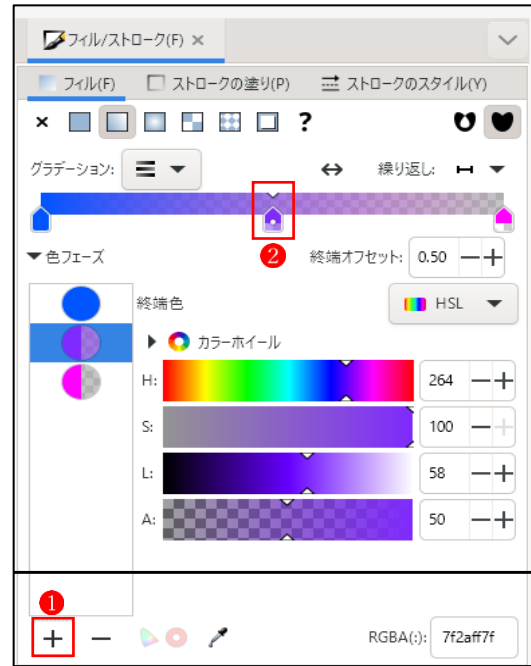 フィル/ストローク(F) ×
フィル(F) ストロークの塗り(P) ストロークのスタイル(Y)
?
グラデーション: 繰り返し:
2
色フェーズ 終端オフセット: 0.50
終端色 HSL
カラーホイール
H: 264
S: 100
L: 58
A: 50
1
RGBA(:): 7f2aff7f